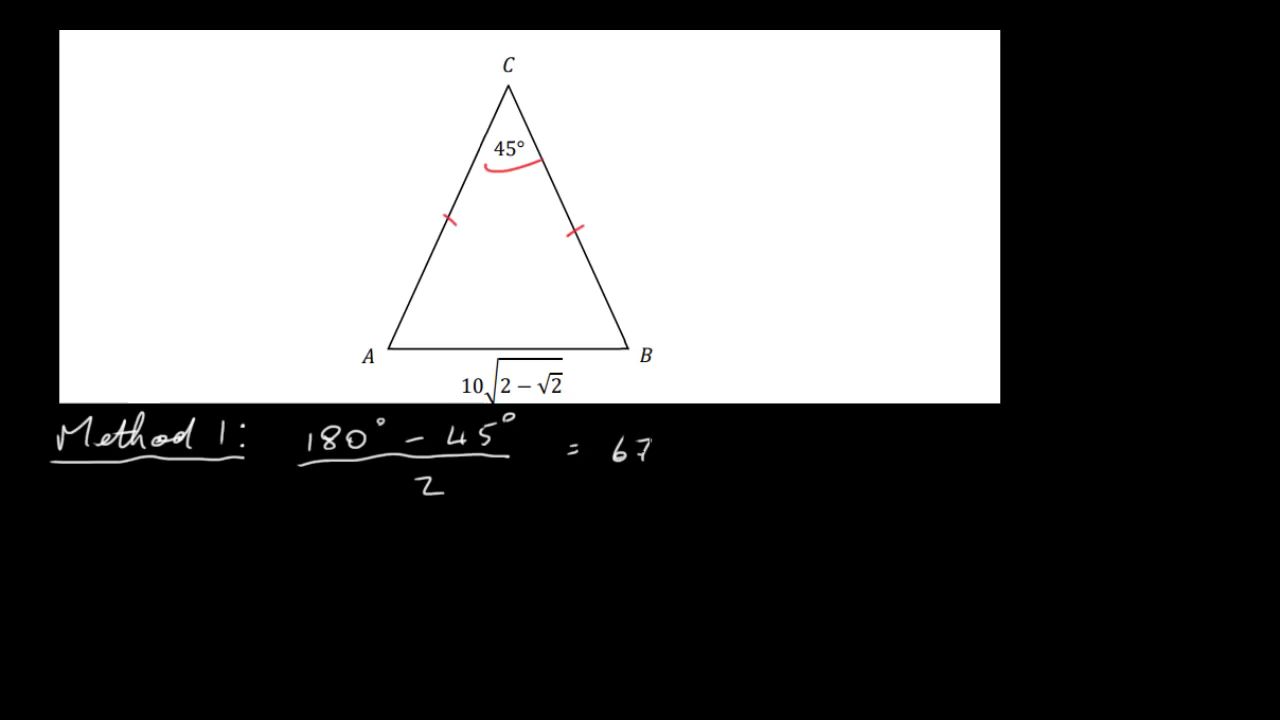 C
45°
A
B
10√(2 − √2)
Method 1: (180° − 45°)/2 = 67